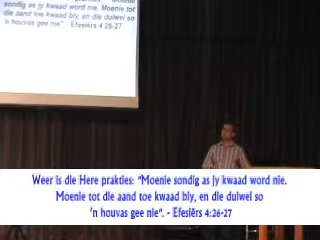 sondig as jy kwaad word nie. Moenie tot
die aand toe kwaad bly, en die duiwel so
'n houvas gee nie" - Efesiërs 4:26-27
Weer is die Here prakties: "Moenie sondig as jy kwaad word nie.
Moenie tot die aand toe kwaad bly, en die duiwel so
'n houvas gee nie". - Efesiërs 4:26-27